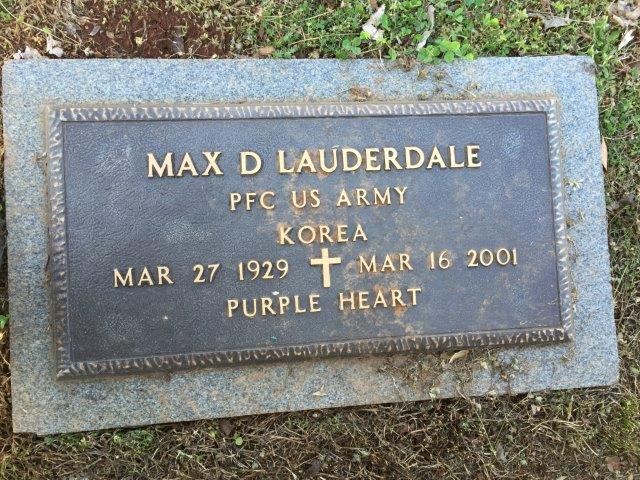 MAX D LAUDERDALE
PFC US ARMY
KOREA
MAR 27 1929 MAR 16 2001
PURPLE HEART